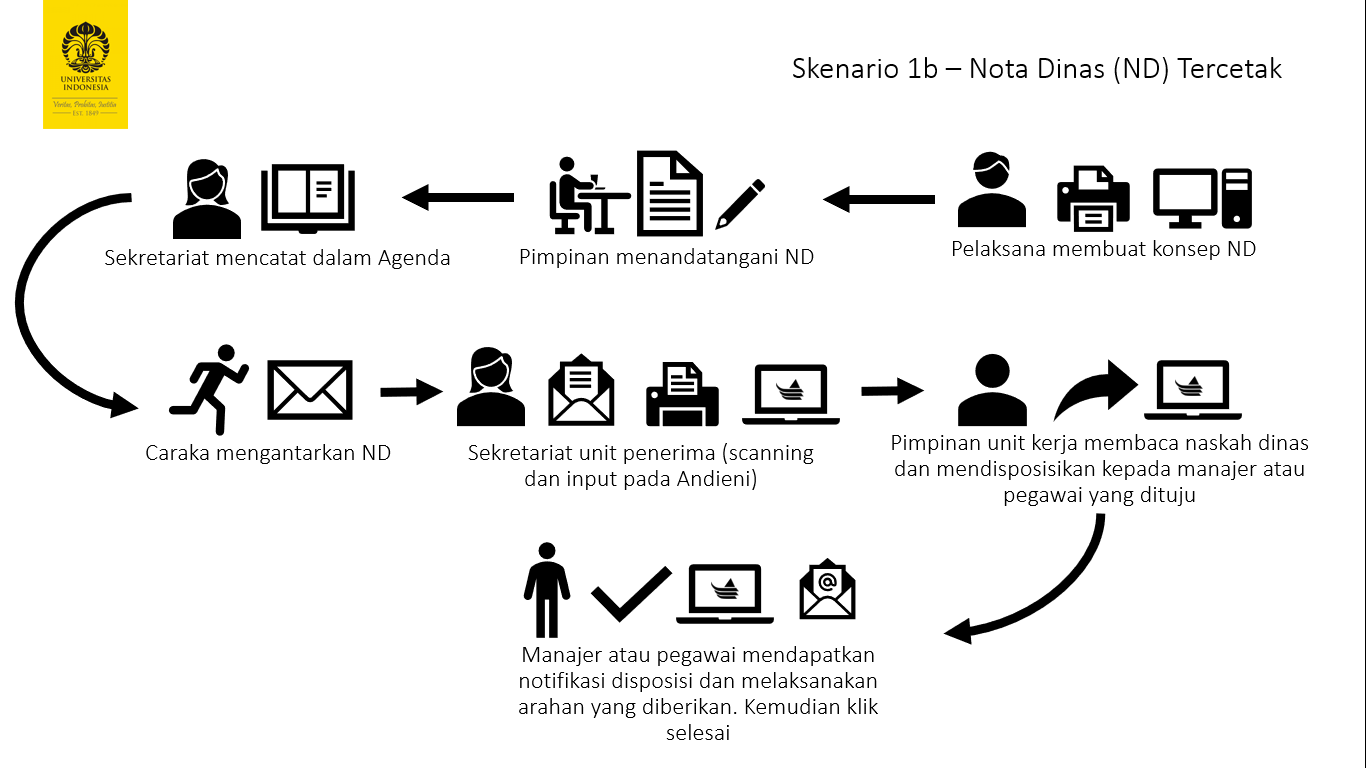 UNIVERSITAS
INDONESIA
Veritas, Probitas, Iustitia
EST. 1849
Skenario 1b – Nota Dinas (ND) Tercetak
Sekretariat mencatat dalam Agenda
Pimpinan menandatangani ND
Pelaksana membuat konsep ND
Caraka mengantarkan ND
Sekretariat unit penerima (scanning
dan input pada Andieni)
Pimpinan unit kerja membaca naskah dinas
dan mendisposisikan kepada manajer atau
pegawai yang dituju
@
Manajer atau pegawai mendapatkan
notifikasi disposisi dan melaksanakan
arahan yang diberikan. Kemudian klik
selesai